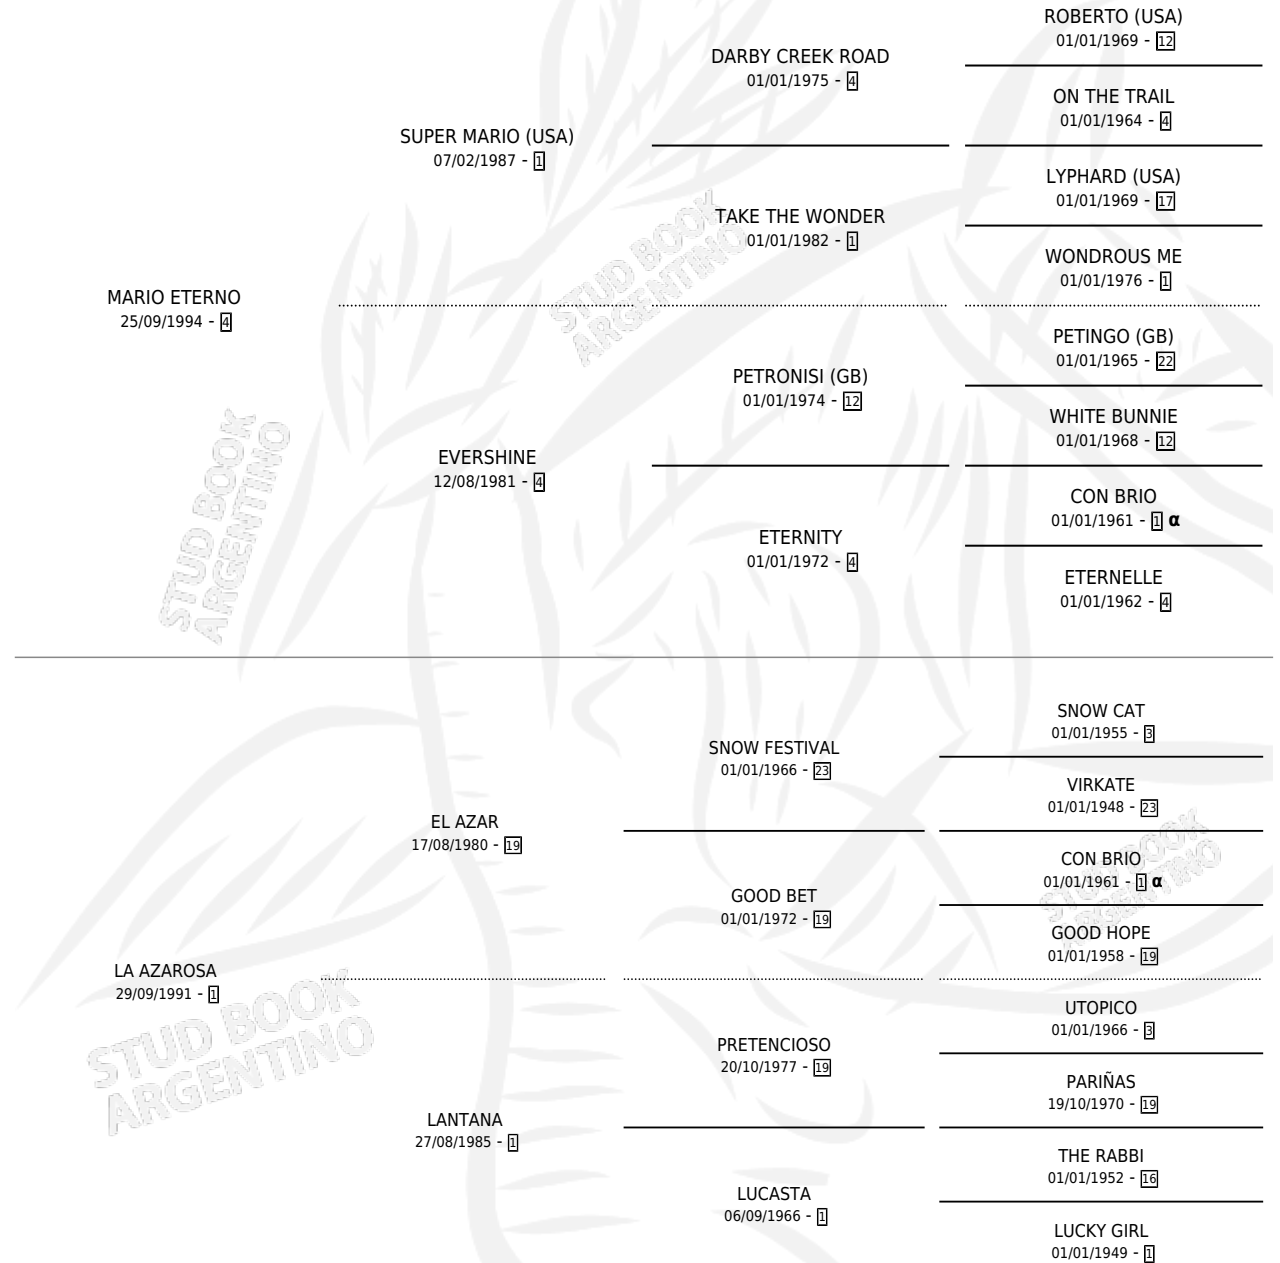 ROBERTO (USA)
01/01/1969 - 12
DARBY CREEK ROAD
01/01/1975 - 4
ON THE TRAIL
01/01/1964 - 4
SUPER MARIO (USA)
07/02/1987 - 1
LYPHARD (USA)
01/01/1969 - 17
TAKE THE WONDER
01/01/1982 - 1
WONDROUS ME
01/01/1976 - 1
MARIO ETERNO
25/09/1994 - 4
PETINGO (GB)
01/01/1965 - 22
PETRONISI (GB)
01/01/1974 - 12
WHITE BUNNIE
01/01/1968 - 12
EVERSHINE
12/08/1981 - 4
CON BRIO
01/01/1961 - 1 α
ETERNITY
01/01/1972 - 4
ETERNELLE
01/01/1962 - 4
STUD BOOK
ARGENTINO
STUD BOOK
ARGENTINO
SNOW CAT
01/01/1955 - 3
SNOW FESTIVAL
01/01/1966 - 23
VIRKATE
01/01/1948 - 23
EL AZAR
17/08/1980 - 19
CON BRIO
01/01/1961 - 1 α
GOOD BET
01/01/1972 - 19
GOOD HOPE
01/01/1958 - 19
LA AZAROSA
29/09/1991 - 1
UTOPICO
01/01/1966 - 3
PRETENCIOSO
20/10/1977 - 19
PARIÑAS
19/10/1970 - 19
LANTANA
27/08/1985 - 1
THE RABBI
01/01/1952 - 16
LUCASTA
06/09/1966 - 1
LUCKY GIRL
01/01/1949 - 1
STUD BOOK
ARGENTINO
STUD BOOK
ARGENTINO